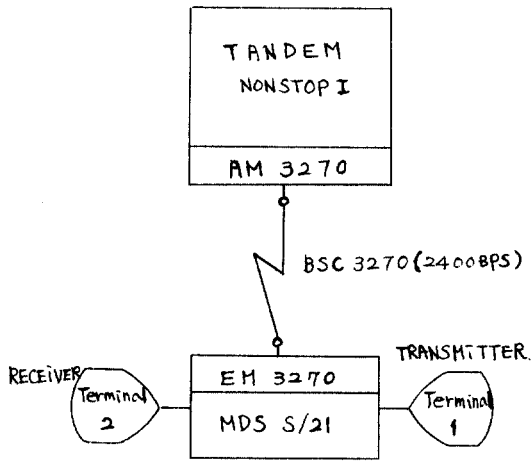 TANDEM
NONSTOP I
AM 3270
BSC 3270 (2400BPS)
EM 3270
MDS S/21
RECEIVER
Terminal
2
TRANSMITTER.
Terminal
1